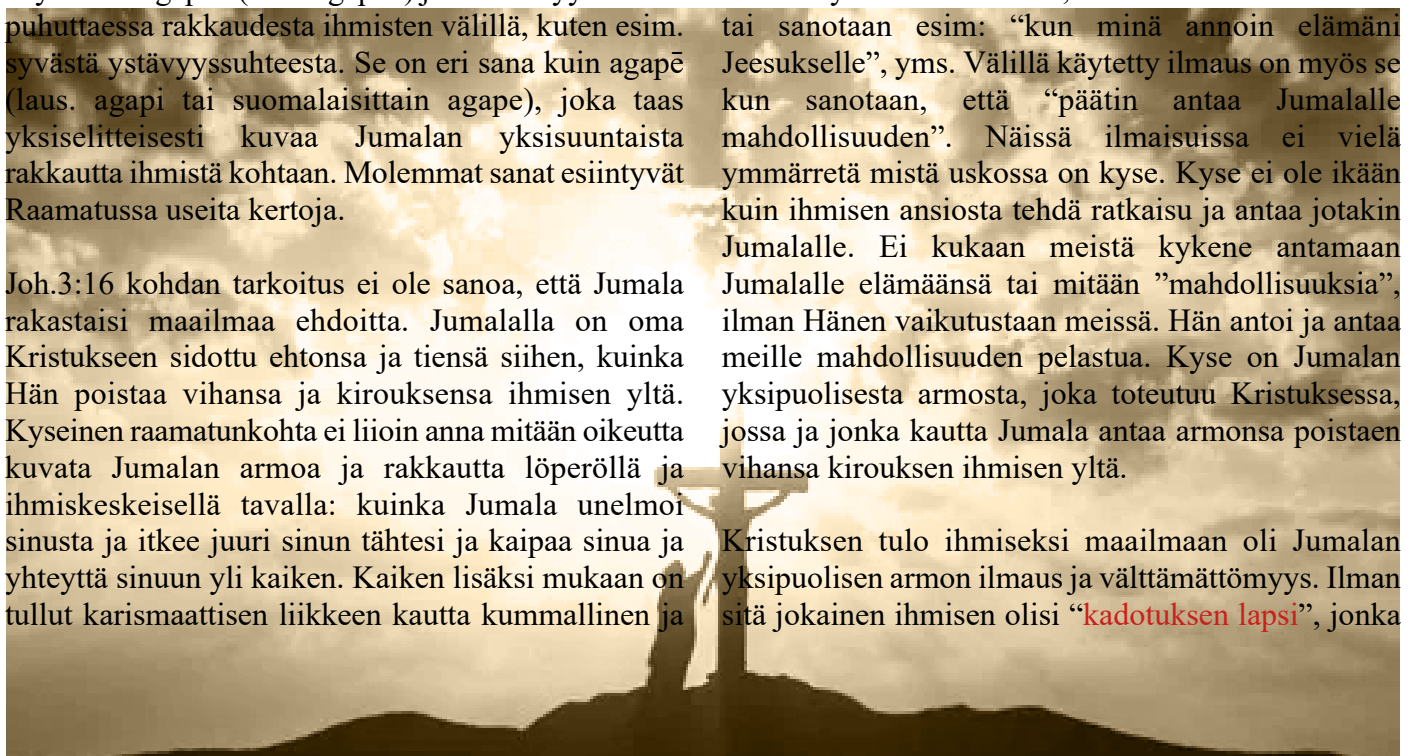 puhuttaessa rakkaudesta ihmisten välillä, kuten esim.
syvästä ystävyyssuhteesta. Se on eri sana kuin agapē
(laus. agapi tai suomalaisittain agape), joka taas
yksiselitteisesti kuvaa Jumalan yksisuuntaista
rakkautta ihmistä kohtaan. Molemmat sanat esiintyvät
Raamatussa useita kertoja.
Joh.3:16 kohdan tarkoitus ei ole sanoa, että Jumala
rakastaisi maailmaa ehdoitta. Jumalalla on oma
Kristukseen sidottu ehtonsa ja tiensä siihen, kuinka
Hän poistaa vihansa ja kirouksensa ihmisen yltä.
Kyseinen raamatunkohta ei liioin anna mitään oikeutta
kuvata Jumalan armoa ja rakkautta löperöllä ja
ihmiskeskeisellä tavalla: kuinka Jumala unelmoi
sinusta ja itkee juuri sinun tähtesi ja kaipaa sinua ja
yhteyttä sinuun yli kaiken. Kaiken lisäksi mukaan on
tullut karismaattisen liikkeen kautta kummallinen ja
tai sanotaan esim: “kun minä annoin elämäni
Jeesukselle”, yms. Välillä käytetty ilmaus on myös se
kun sanotaan, että “päätin antaa Jumalalle
mahdollisuuden”. Näissä ilmaisuissa ei vielä
ymmärretä mistä uskossa on kyse. Kyse ei ole ikään
kuin ihmisen ansiosta tehdä ratkaisu ja antaa jotakin
Jumalalle. Ei kukaan meistä kykene antamaan
Jumalalle elämäänsä tai mitään ”mahdollisuuksia”,
ilman Hänen vaikutustaan meissä. Hän antoi ja antaa
meille mahdollisuuden pelastua. Kyse on Jumalan
yksipuolisesta armosta, joka toteutuu Kristuksessa,
jossa ja jonka kautta Jumala antaa armonsa poistaen
vihansa kirouksen ihmisen yltä.
Kristuksen tulo ihmiseksi maailmaan oli Jumalan
yksipuolisen armon ilmaus ja välttämättömyys. Ilman
sitä jokainen ihmisen olisi “kadotuksen lapsi”, jonka